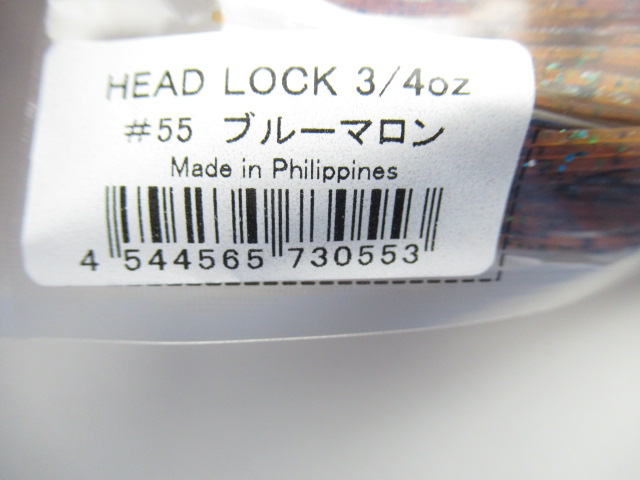 HEAD LOCK 3/4oz
#55 ブルーマロン
Made in Philippines
4 544565 730553